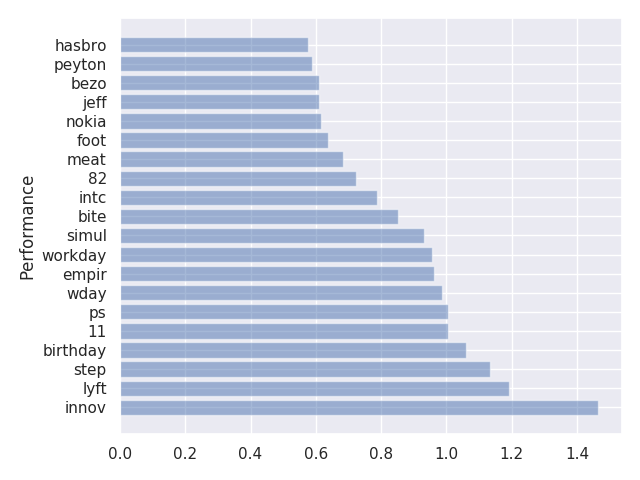 hasbro
peyton
bezo
jeff
nokia
foot
meat
82
intc
bite
simul
workday
empir
wday
ps
11
birthday
step
lyft
innov
Performance
0.0 0.2 0.4 0.6 0.8 1.0 1.2 1.4